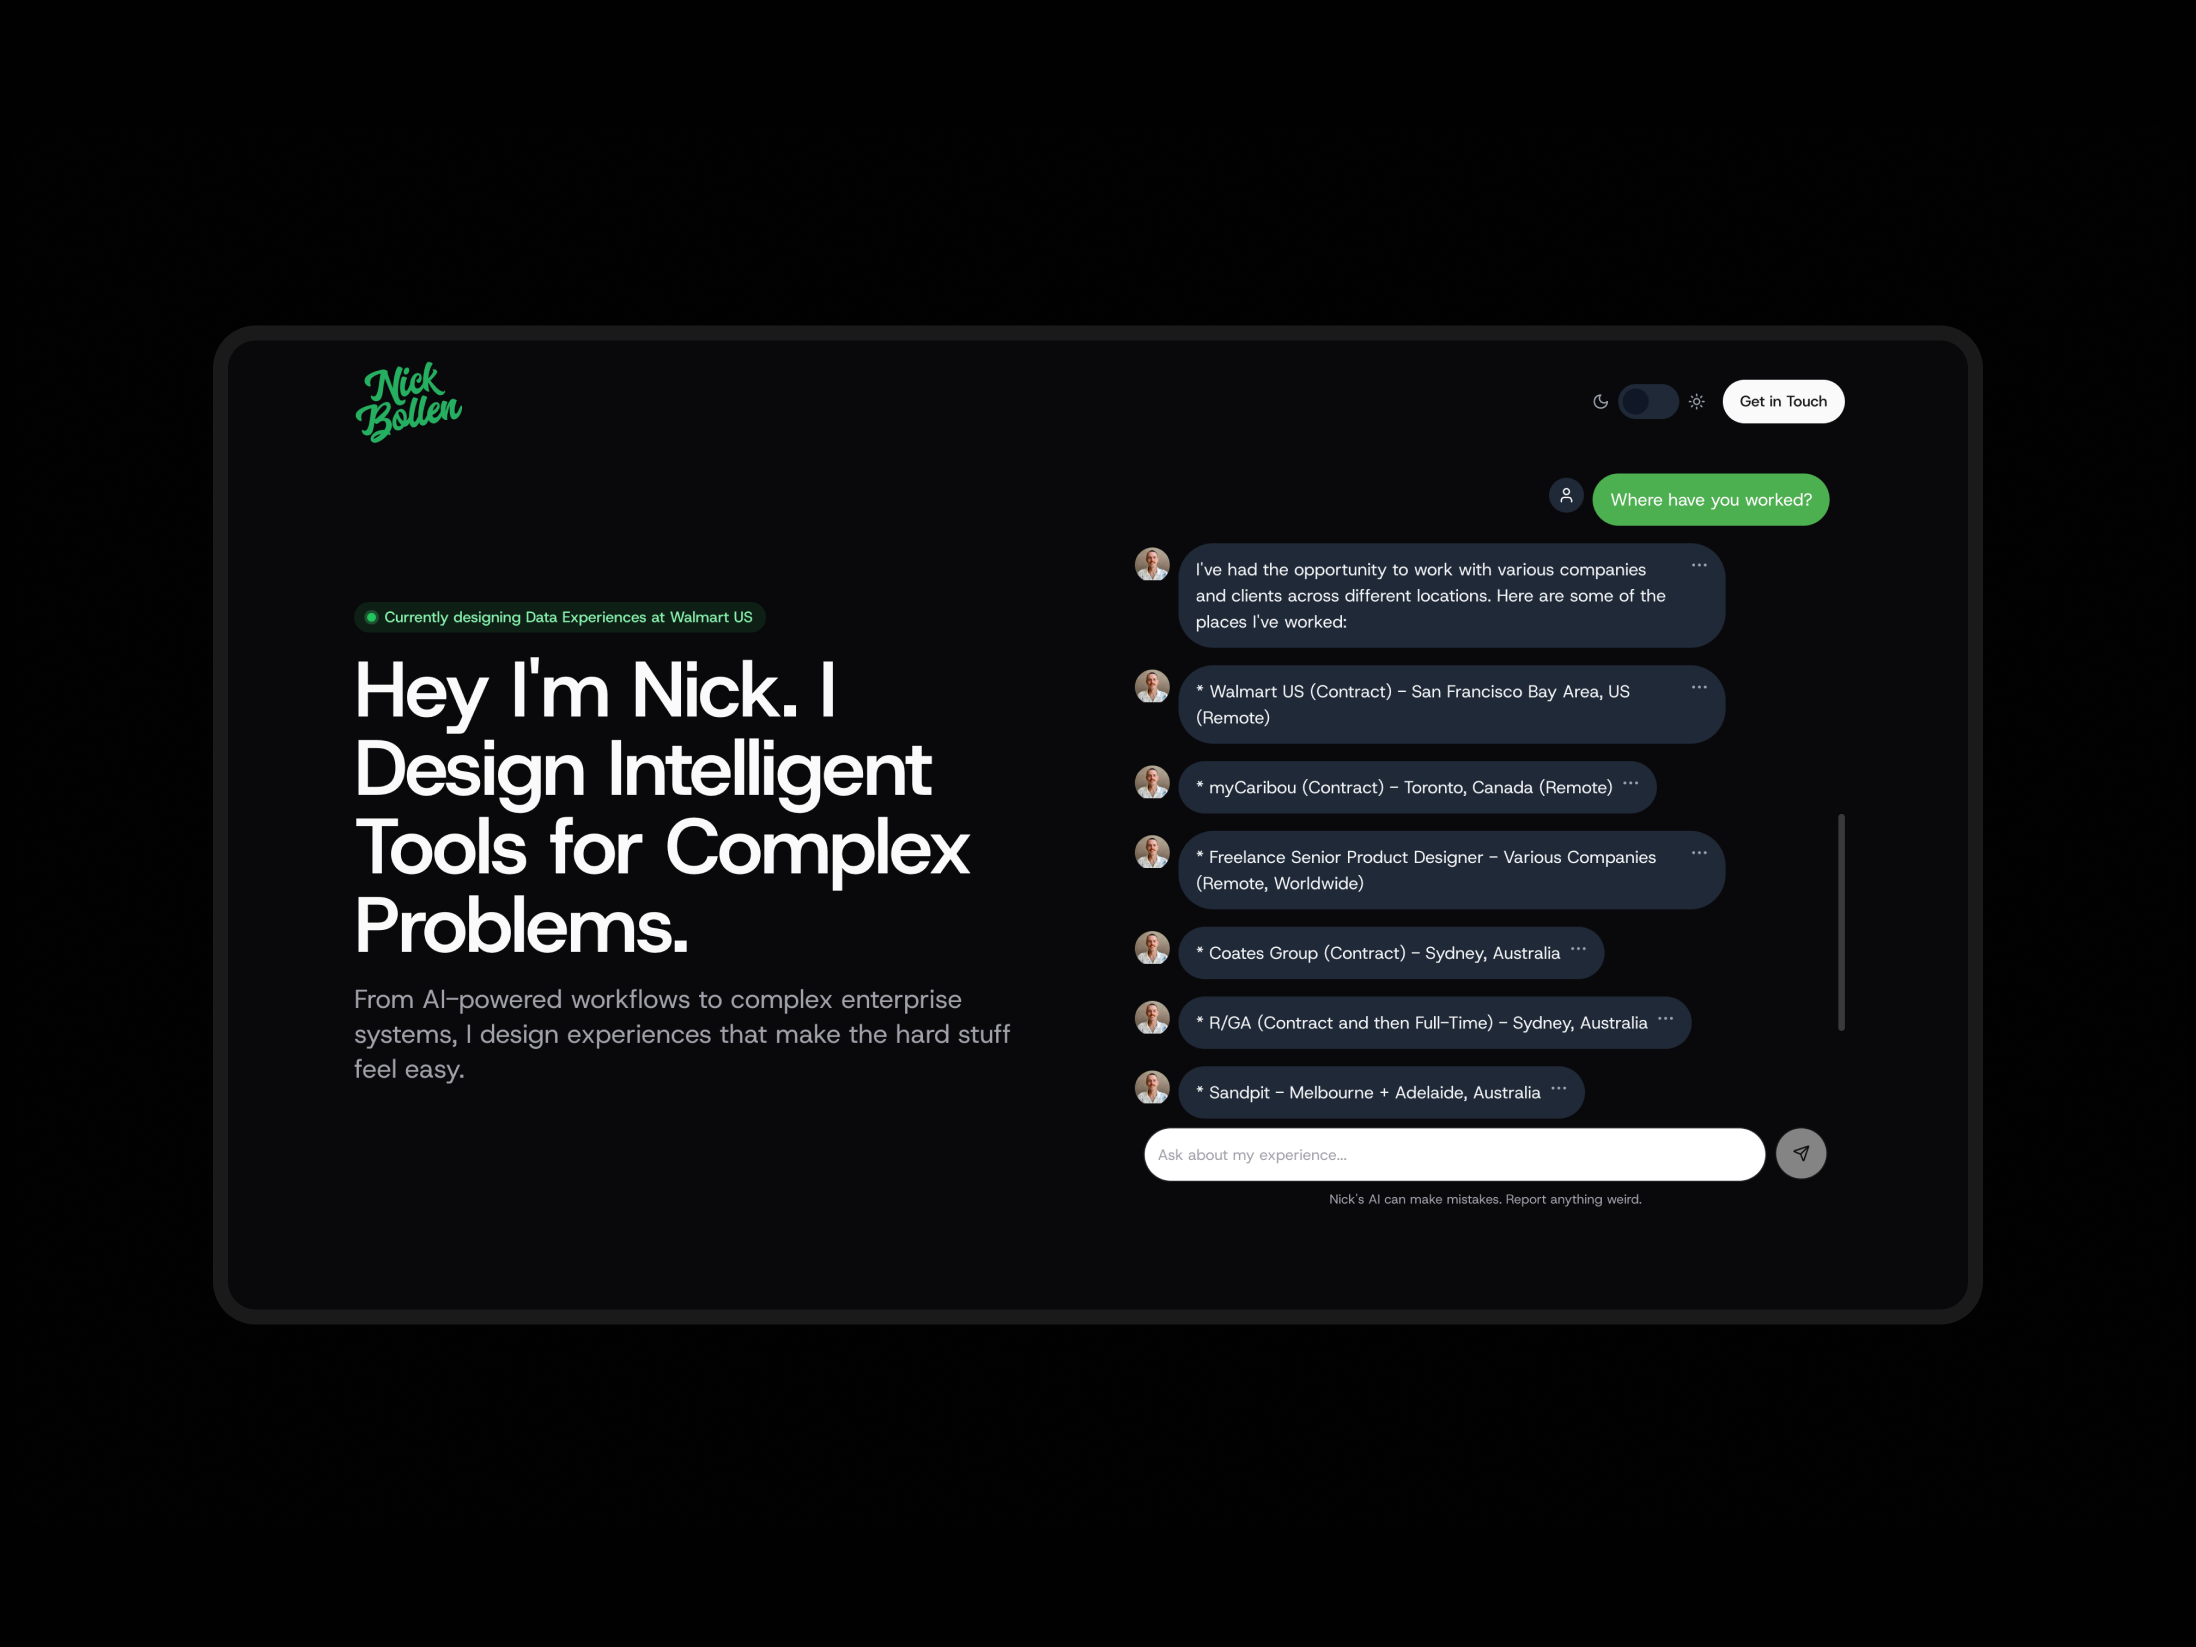 Nick
Bollen
Get in Touch
Currently designing Data Experiences at Walmart US
Hey I'm Nick. I
Design Intelligent
Tools for Complex
Problems.
From AI-powered workflows to complex enterprise
systems, I design experiences that make the hard stuff
feel easy.
Where have you worked?
I've had the opportunity to work with various companies
and clients across different locations. Here are some of the
places I've worked:
* Walmart US (Contract) - San Francisco Bay Area, US
(Remote)
* myCaribou (Contract) - Toronto, Canada (Remote)
* Freelance Senior Product Designer - Various Companies
(Remote, Worldwide)
* Coates Group (Contract) - Sydney, Australia
* R/GA (Contract and then Full-Time) - Sydney, Australia
* Sandpit - Melbourne + Adelaide, Australia
Ask about my experience...
Nick's AI can make mistakes. Report anything weird.